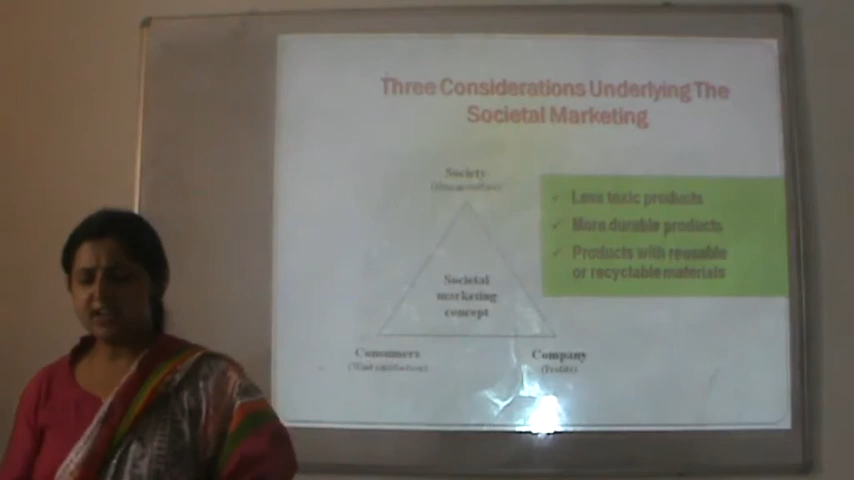 Three Considerations Underlying The
Societal Marketing
Society
Less toxic products
More durable products
Products with reusable
or recyclable materials
Societal
marketing
concept
Consumers
Company
(Profits)